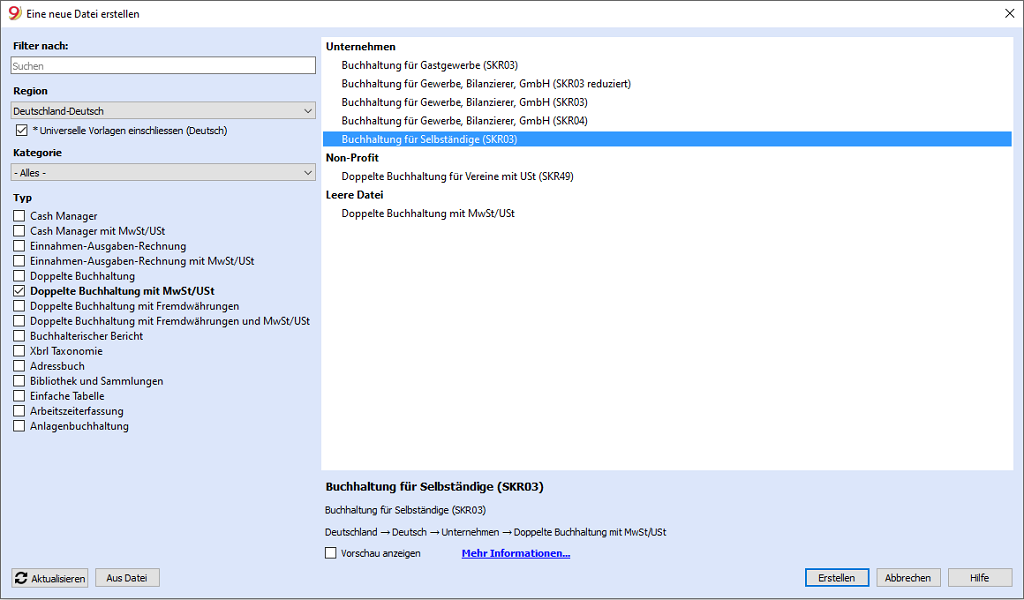 Eine neue Datei erstellen
Filter nach:
Suchen
Region
Deutschland-Deutsch
* Universelle Vorlagen einschliessen (Deutsch)
Kategorie
- Alles -
Typ
Cash Manager
Cash Manager mit MwSt/USt
Einnahmen-Ausgaben-Rechnung
Einnahmen-Ausgaben-Rechnung mit MwSt/USt
Doppelte Buchhaltung
Doppelte Buchhaltung mit MwSt/USt
Doppelte Buchhaltung mit Fremdwährungen
Doppelte Buchhaltung mit Fremdwährungen und MwSt/USt
Buchhalterischer Bericht
Xbrl Taxonomie
Adressbuch
Bibliothek und Sammlungen
Einfache Tabelle
Arbeitszeiterfassung
Anlagenbuchhaltung
Unternehmen
Buchhaltung für Gastgewerbe (SKR03)
Buchhaltung für Gewerbe, Bilanzierer, GmbH (SKR03 reduziert)
Buchhaltung für Gewerbe, Bilanzierer, GmbH (SKR03)
Buchhaltung für Gewerbe, Bilanzierer, GmbH (SKR04)
Buchhaltung für Selbständige (SKR03)
Non-Profit
Doppelte Buchhaltung für Vereine mit USt (SKR49)
Leere Datei
Doppelte Buchhaltung mit MwSt/USt
Buchhaltung für Selbständige (SKR03)
Buchhaltung für Selbständige (SKR03)
Deutschland → Deutsch → Unternehmen → Doppelte Buchhaltung mit MwSt/USt
Vorschau anzeigen Mehr Informationen...
Aktualisieren Aus Datei Erstellen Abbrechen Hilfe